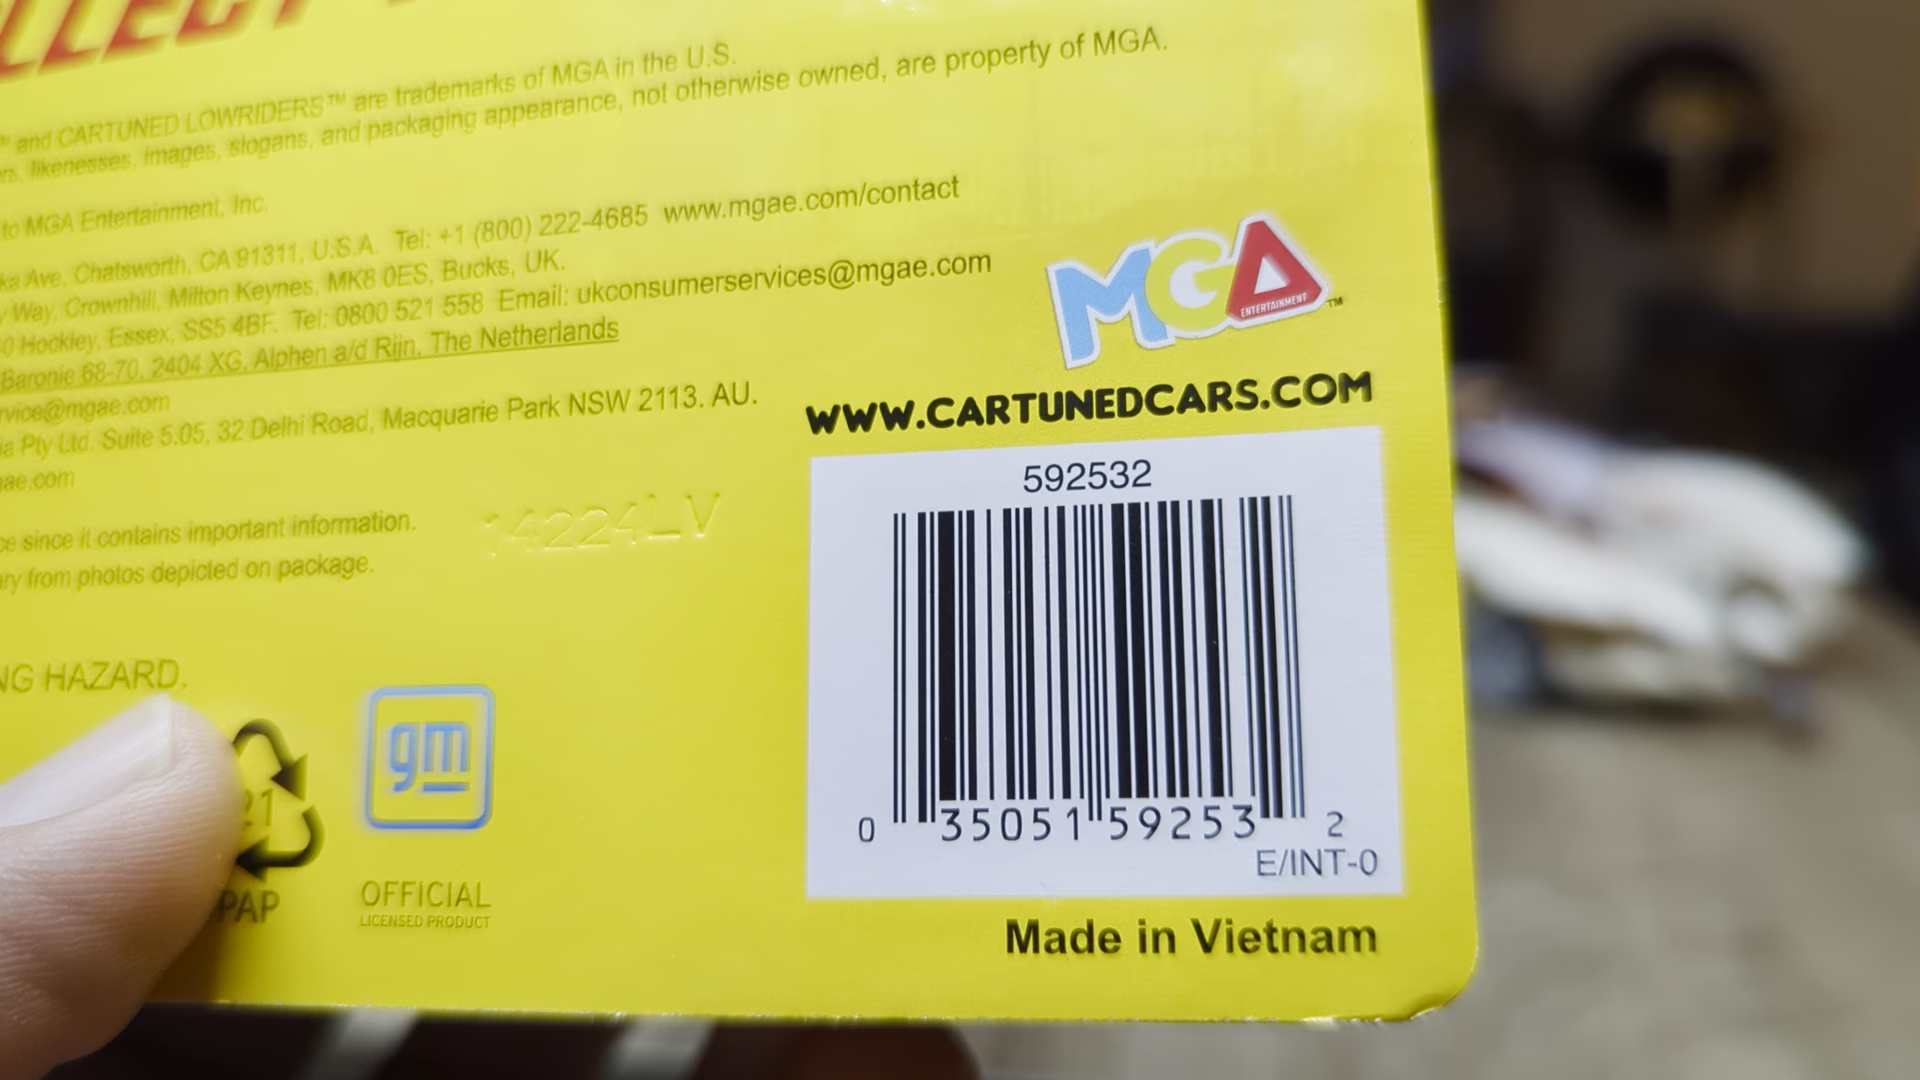 LLECT
™ and CARTUNED LOWRIDERS™ are trademarks of MGA in the U.S.
likenesses, images, slogans, and packaging appearance, not otherwise owned, are property of MGA.
to MGA Entertainment, Inc.
Ave, Chatsworth, CA 91311, U.S.A. Tel: +1 (800) 222-4685 www.mgae.com/contact
Way, Crownhill, Milton Keynes, MK8 0ES, Bucks, UK.
0 Hockley, Essex, SS5 4BF. Tel: 0800 521 558 Email: ukconsumerservices@mgae.com
Baronie 68-70, 2404 XG, Alphen a/d Rijn, The Netherlands
rvice@mgae.com
Pty Ltd. Suite 5.05, 32 Delhi Road, Macquarie Park NSW 2113. AU.
ae.com
ce since it contains important information.
ry from photos depicted on package.
14224LV
NG HAZARD.
21
PAP
gm
OFFICIAL
LICENSED PRODUCT
MGA
ENTERTAINMENT ™
WWW.CARTUNEDCARS.COM
592532
0 35051 59253 2
E/INT-0
Made in Vietnam